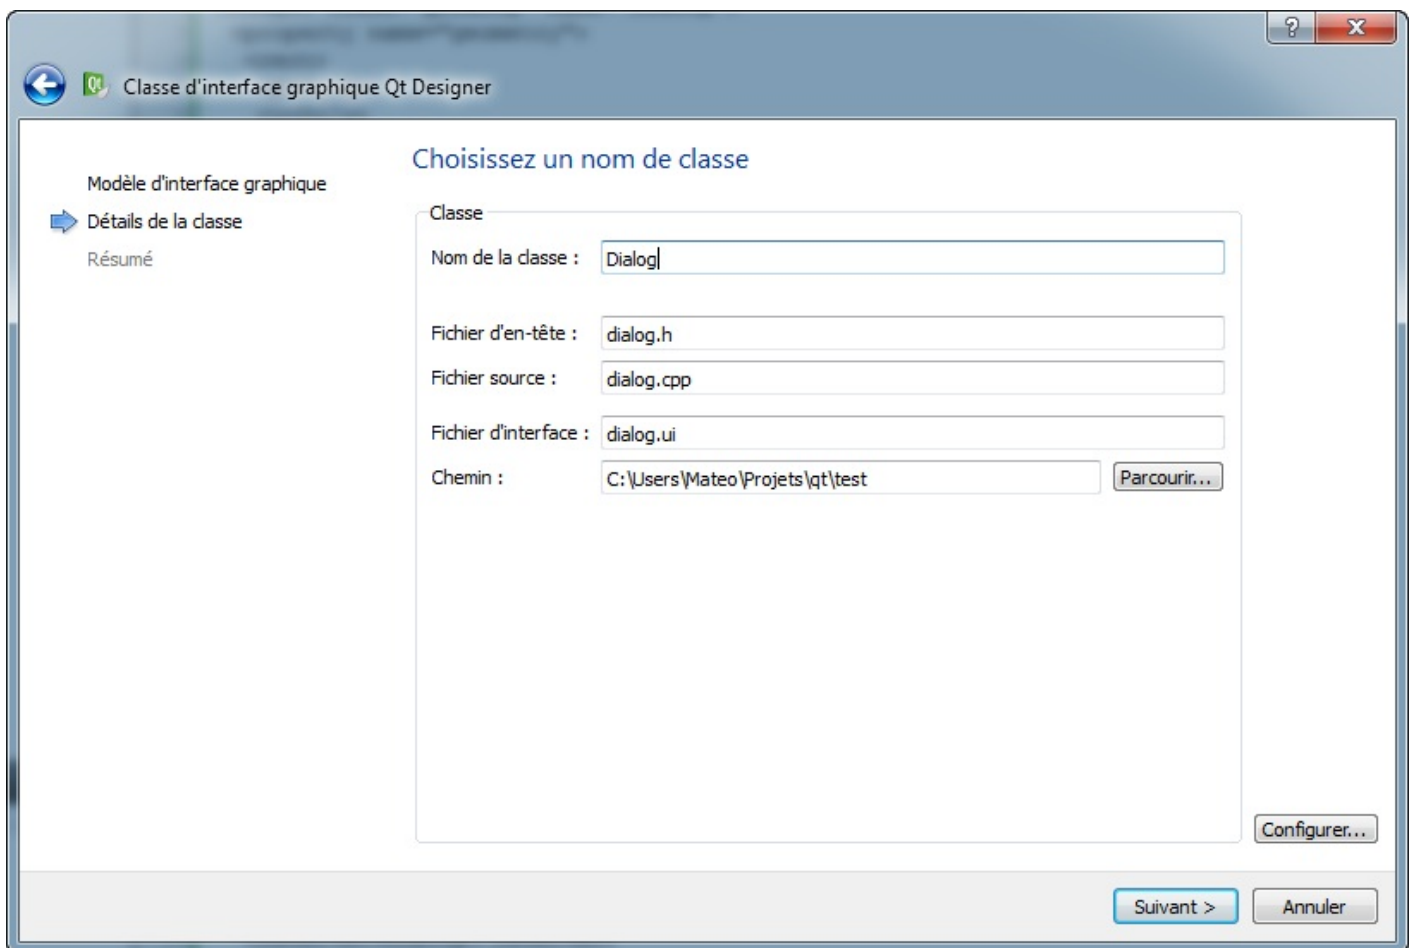 Classe d'interface graphique Qt Designer
Choisissez un nom de classe
Modèle d'interface graphique
Détails de la classe
Résumé
Classe
Nom de la classe : Dialog
Fichier d'en-tête : dialog.h
Fichier source : dialog.cpp
Fichier d'interface : dialog.ui
Chemin : C:\Users\Mateo\Projets\qt\test Parcourir...
Configurer...
Suivant > Annuler